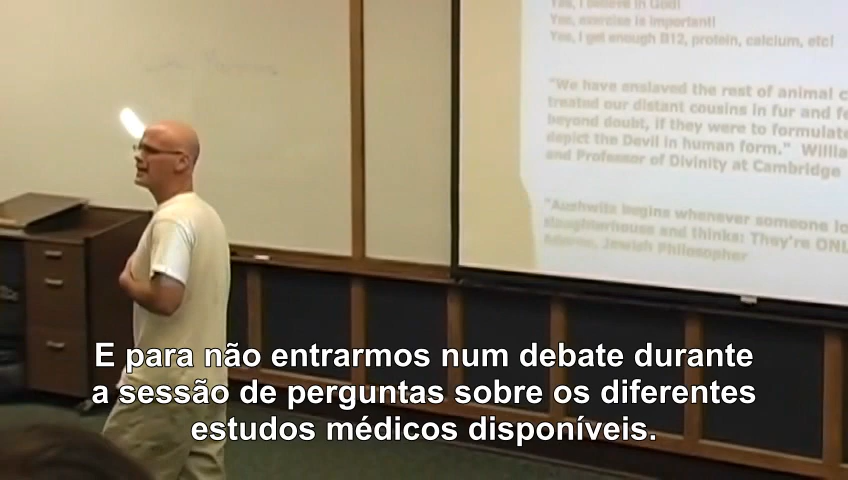 Yes, I believe in God!
Yes, exercise is important!
Yes, I get enough B12, protein, calcium, etc!
"We have enslaved the rest of animal c
treated our distant cousins in fur and fe
beyond doubt, if they were to formulate
depict the Devil in human form." Willia
and Professor of Divinity at Cambridge
"Aushwitz begins whenever someone lo
slaughterhouse and thinks: They're ONL
Adorno, Jewish Philosopher
E para não entrarmos num debate durante
a sessão de perguntas sobre os diferentes
estudos médicos disponíveis.